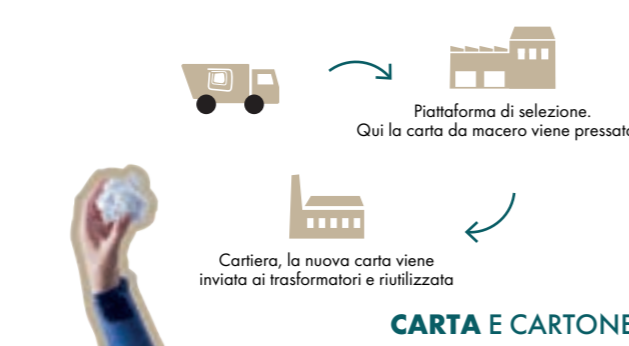 Piattaforma di selezione.
Qui la carta da macero viene
Cartiera, la nuova carta viene
inviata ai trasformatori e riutilizzata
CARTA E CARTONE